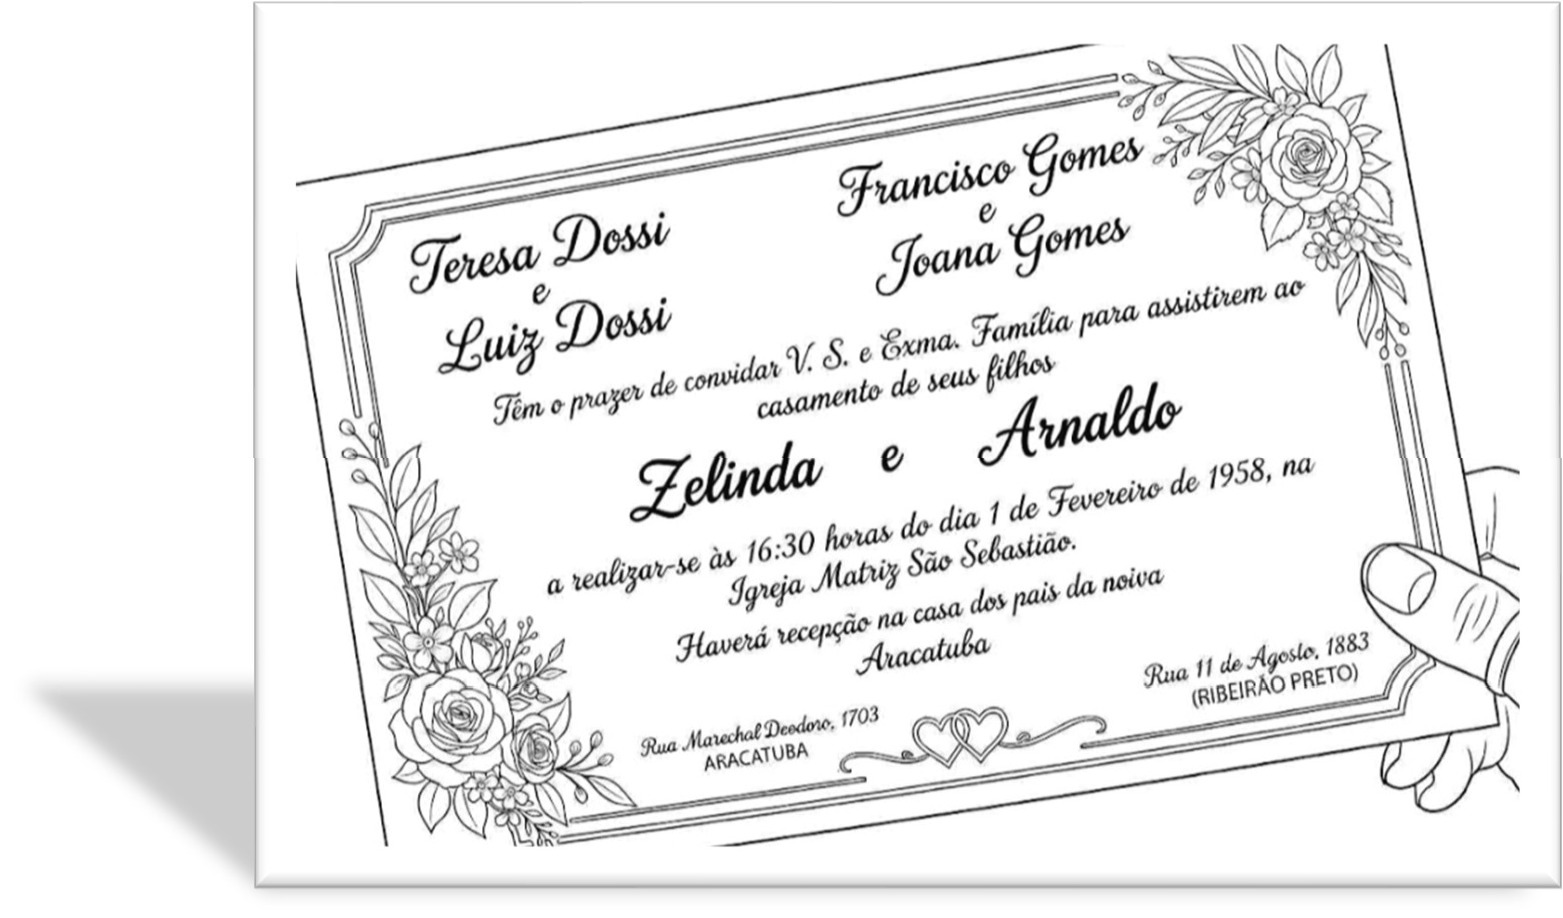 Teresa Dossi
e
Luiz Dossi
Francisco Gomes
e
Joana Gomes
Têm o prazer de convidar V. S. e Exma. Família para assistirem ao
casamento de seus filhos
Zelinda e Arnaldo
a realizar-se às 16:30 horas do dia 1 de Fevereiro de 1958, na
Igreja Matriz São Sebastião.
Haverá recepção na casa dos pais da noiva
Aracatuba
Rua Marechal Deodoro, 1703
ARACATUBA
Rua 11 de Agosto, 1883
(RIBEIRÃO PRETO)